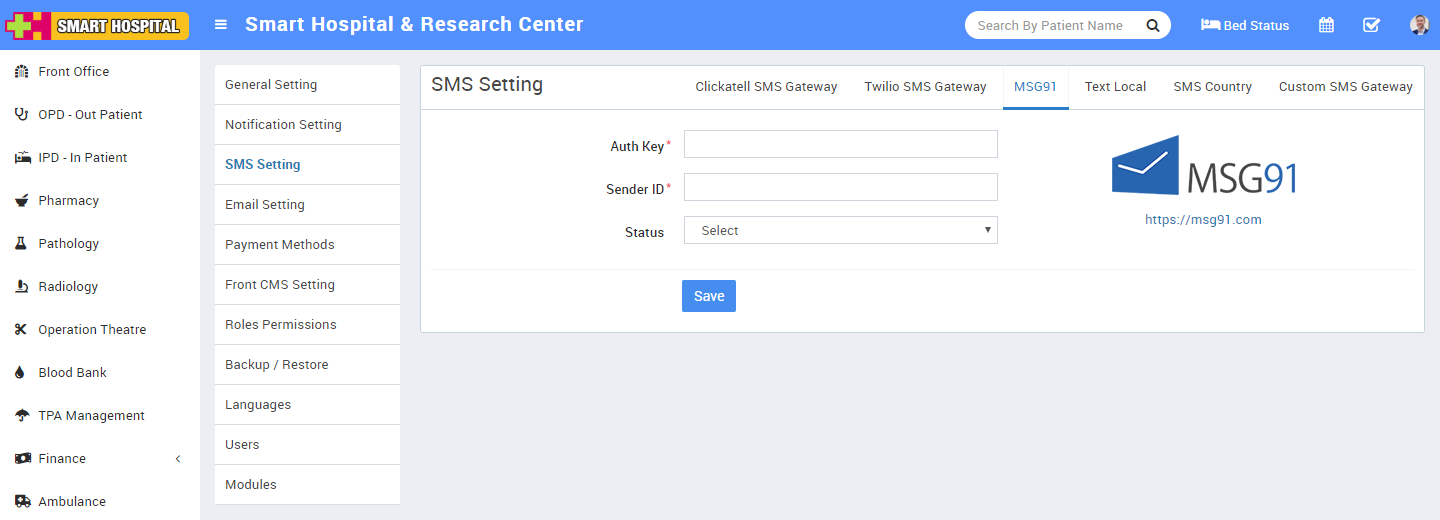 SMART HOSPITAL
Smart Hospital & Research Center
Search By Patient Name
Bed Status
Front Office
OPD - Out Patient
IPD - In Patient
Pharmacy
Pathology
Radiology
Operation Theatre
Blood Bank
TPA Management
Finance
Ambulance
General Setting
Notification Setting
SMS Setting
Email Setting
Payment Methods
Front CMS Setting
Roles Permissions
Backup / Restore
Languages
Users
Modules
SMS Setting
Clickatell SMS Gateway
Twilio SMS Gateway
MSG91
Text Local
SMS Country
Custom SMS Gateway
Auth Key*
Sender ID*
Status
Select
Save
MSG91
https://msg91.com